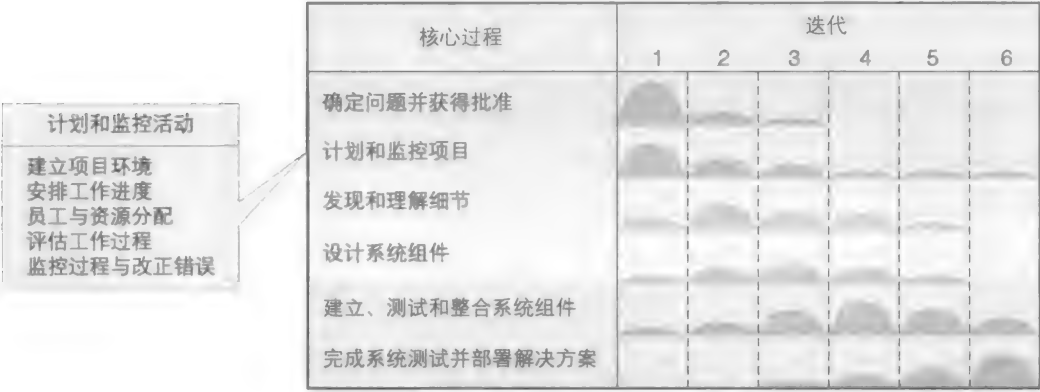 核心过程
迭代
1 2 3 4 5 6
确定问题并获得批准
计划和监控项目
发现和理解细节
设计系统组件
建立、测试和整合系统组件
完成系统测试并部署解决方案
计划和监控活动
建立项目环境
安排工作进度
员工与资源分配
评估工作过程
监控过程与改正错误